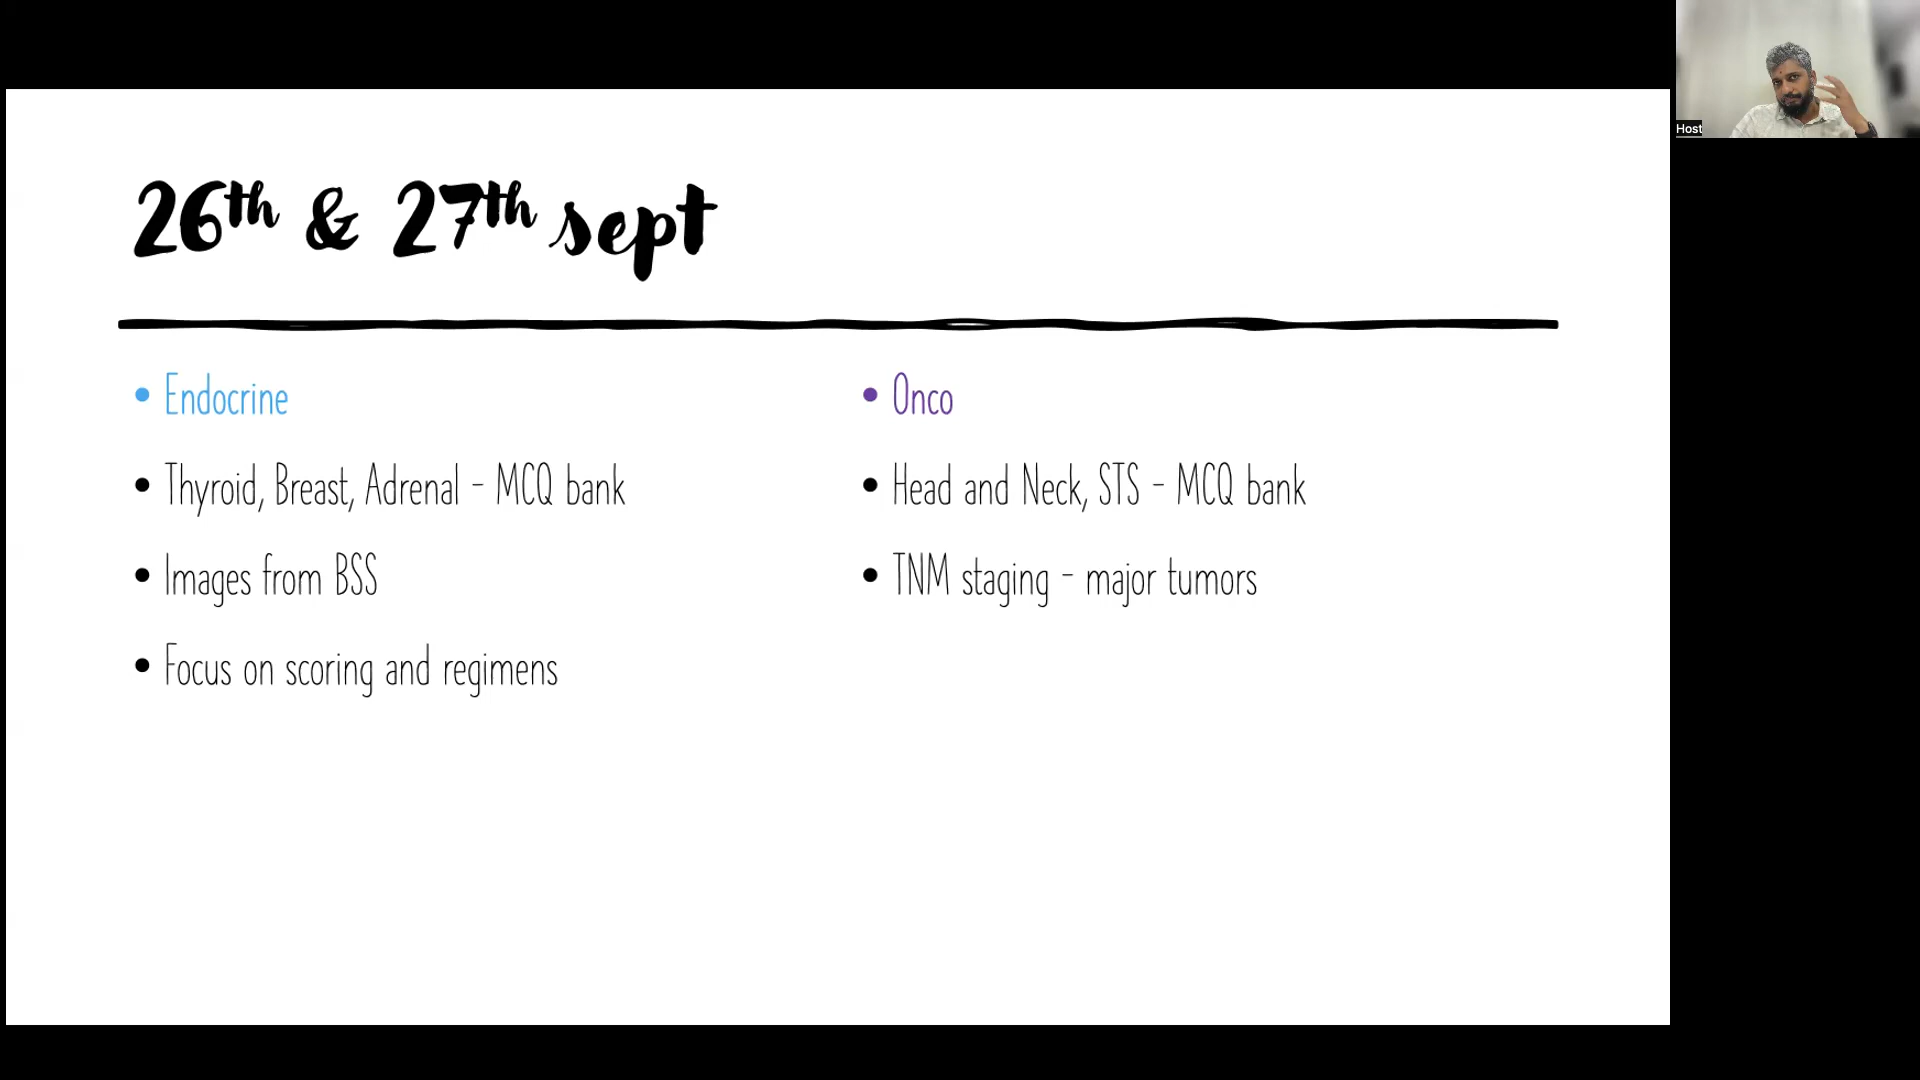 26th & 27th sept
• Endocrine
• Thyroid, Breast, Adrenal - MCQ bank
• Images from BSS
• Focus on scoring and regimens
• Onco
• Head and Neck, STS - MCQ bank
• TNM staging - major tumors
Host